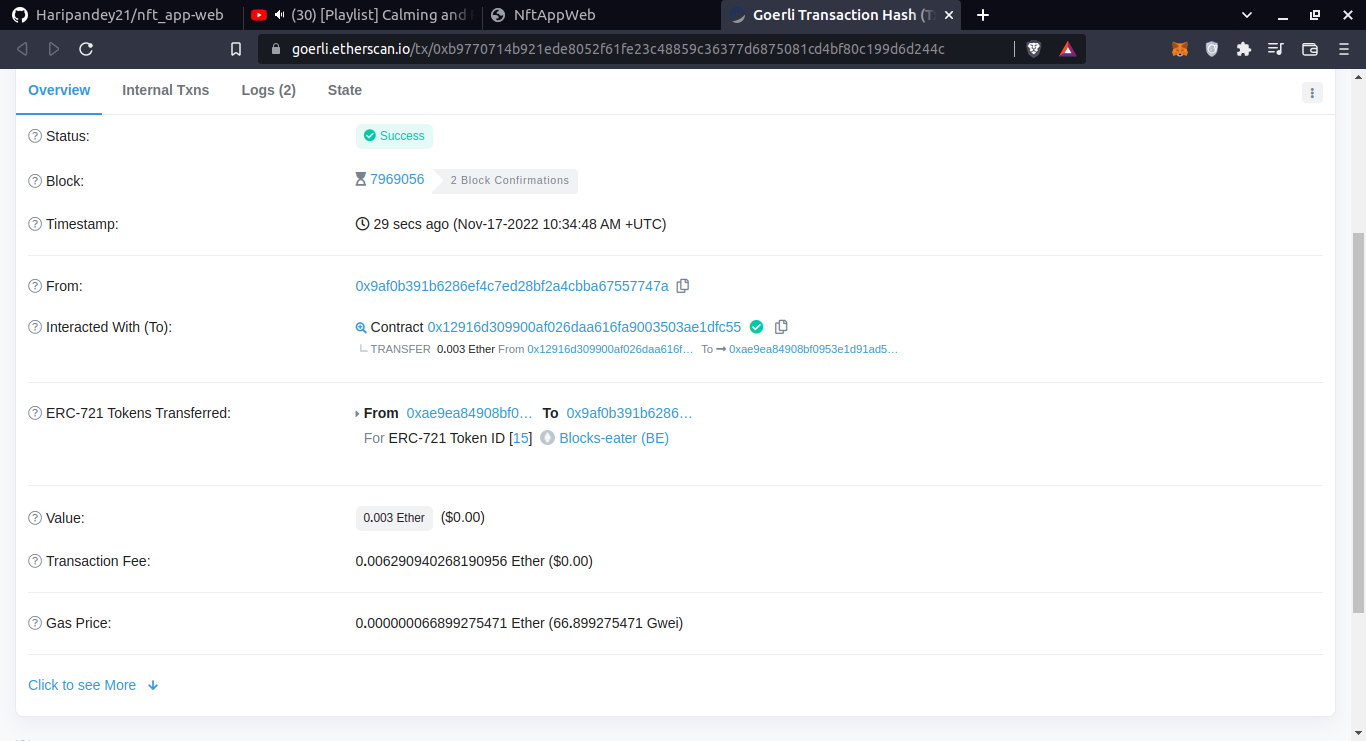 Haripandey21/nft_app-web
(30) [Playlist] Calming and
NftAppWeb
Goerli Transaction Hash (T
goerli.etherscan.io/tx/0xb9770714b921ede8052f61fe23c48859c36377d6875081cd4bf80c199d6d244c
Overview Internal Txns Logs (2) State
Status: Success
Block: 7969056 2 Block Confirmations
Timestamp: 29 secs ago (Nov-17-2022 10:34:48 AM +UTC)
From: 0x9af0b391b6286ef4c7ed28bf2a4cbba67557747a
Interacted With (To): Contract 0x12916d309900af026daa616fa9003503ae1dfc55
TRANSFER 0.003 Ether From 0x12916d309900af026daa616f... To 0xae9ea84908bf0953e1d91ad5...
ERC-721 Tokens Transferred: From 0xae9ea84908bf0... To 0x9af0b391b6286...
For ERC-721 Token ID [15] Blocks-eater (BE)
Value: 0.003 Ether ($0.00)
Transaction Fee: 0.006290940268190956 Ether ($0.00)
Gas Price: 0.000000066899275471 Ether (66.899275471 Gwei)
Click to see More